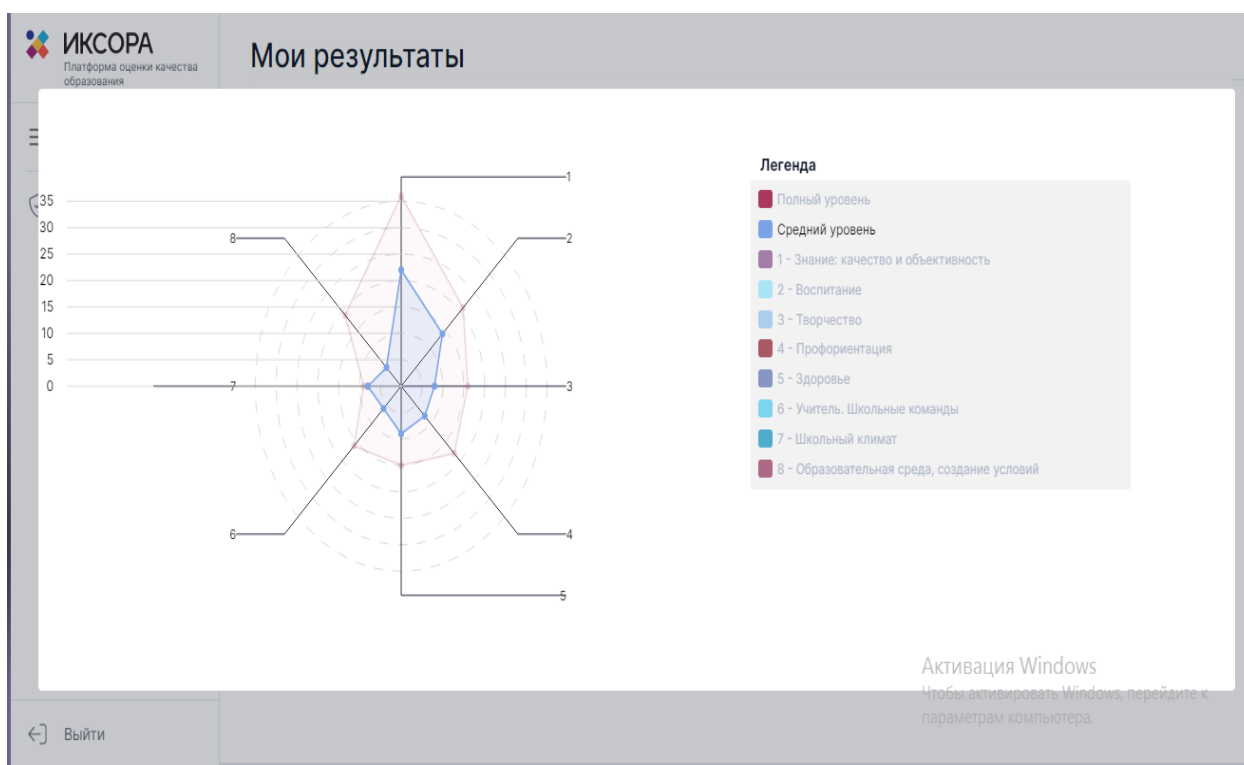 ИКСОРА
Платформа оценки качества
образования
Мои результаты
35
30
25
20
15
10
5
0
1
2
3
4
5
6
7
8
Легенда
Полный уровень
Средний уровень
1 - Знание: качество и объективность
2 - Воспитание
3 - Творчество
4 - Профориентация
5 - Здоровье
6 - Учитель. Школьные команды
7 - Школьный климат
8 - Образовательная среда, создание условий
Активация Windows
Чтобы активировать Windows, перейдите к
параметрам компьютера.
Выйти